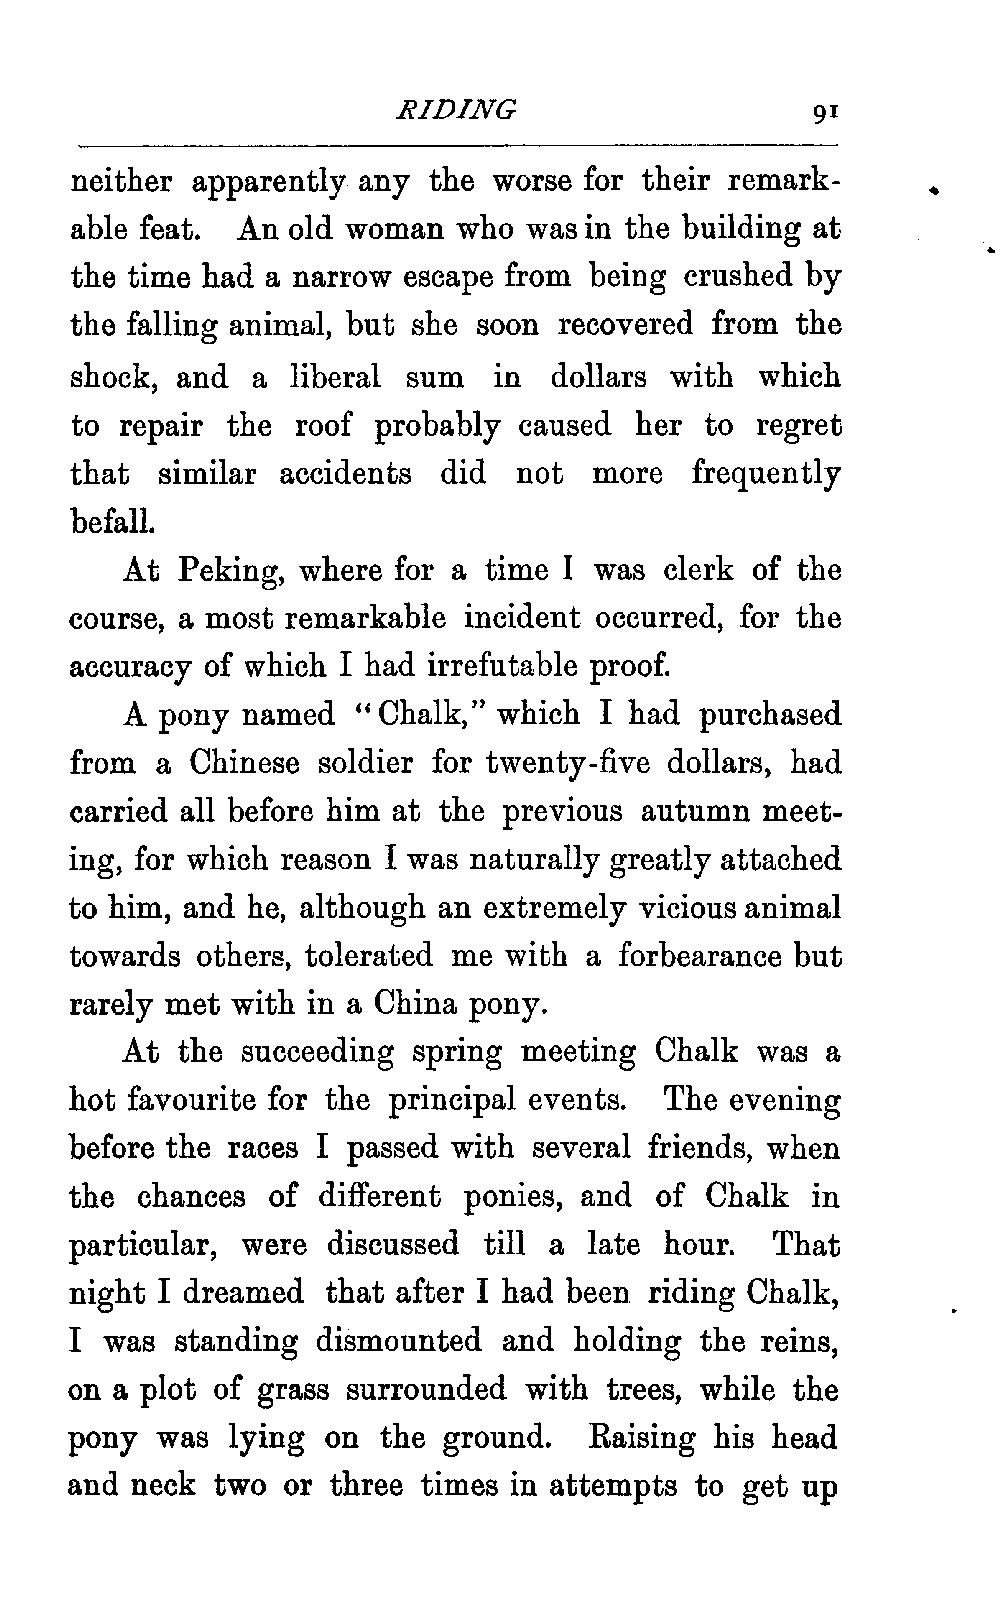 RIDING 91
neither apparently any the worse for their remark-
able feat. An old woman who was in the building at
the time had a narrow escape from being crushed by
the falling animal, but she soon recovered from the
shock, and a liberal sum in dollars with which
to repair the roof probably caused her to regret
that similar accidents did not more frequently
befall.
At Peking, where for a time I was clerk of the
course, a most remarkable incident occurred, for the
accuracy of which I had irrefutable proof.
A pony named “Chalk,” which I had purchased
from a Chinese soldier for twenty-five dollars, had
carried all before him at the previous autumn meet-
ing, for which reason I was naturally greatly attached
to him, and he, although an extremely vicious animal
towards others, tolerated me with a forbearance but
rarely met with in a China pony.
At the succeeding spring meeting Chalk was a
hot favourite for the principal events. The evening
before the races I passed with several friends, when
the chances of different ponies, and of Chalk in
particular, were discussed till a late hour. That
night I dreamed that after I had been riding Chalk,
I was standing dismounted and holding the reins,
on a plot of grass surrounded with trees, while the
pony was lying on the ground. Raising his head
and neck two or three times in attempts to get up